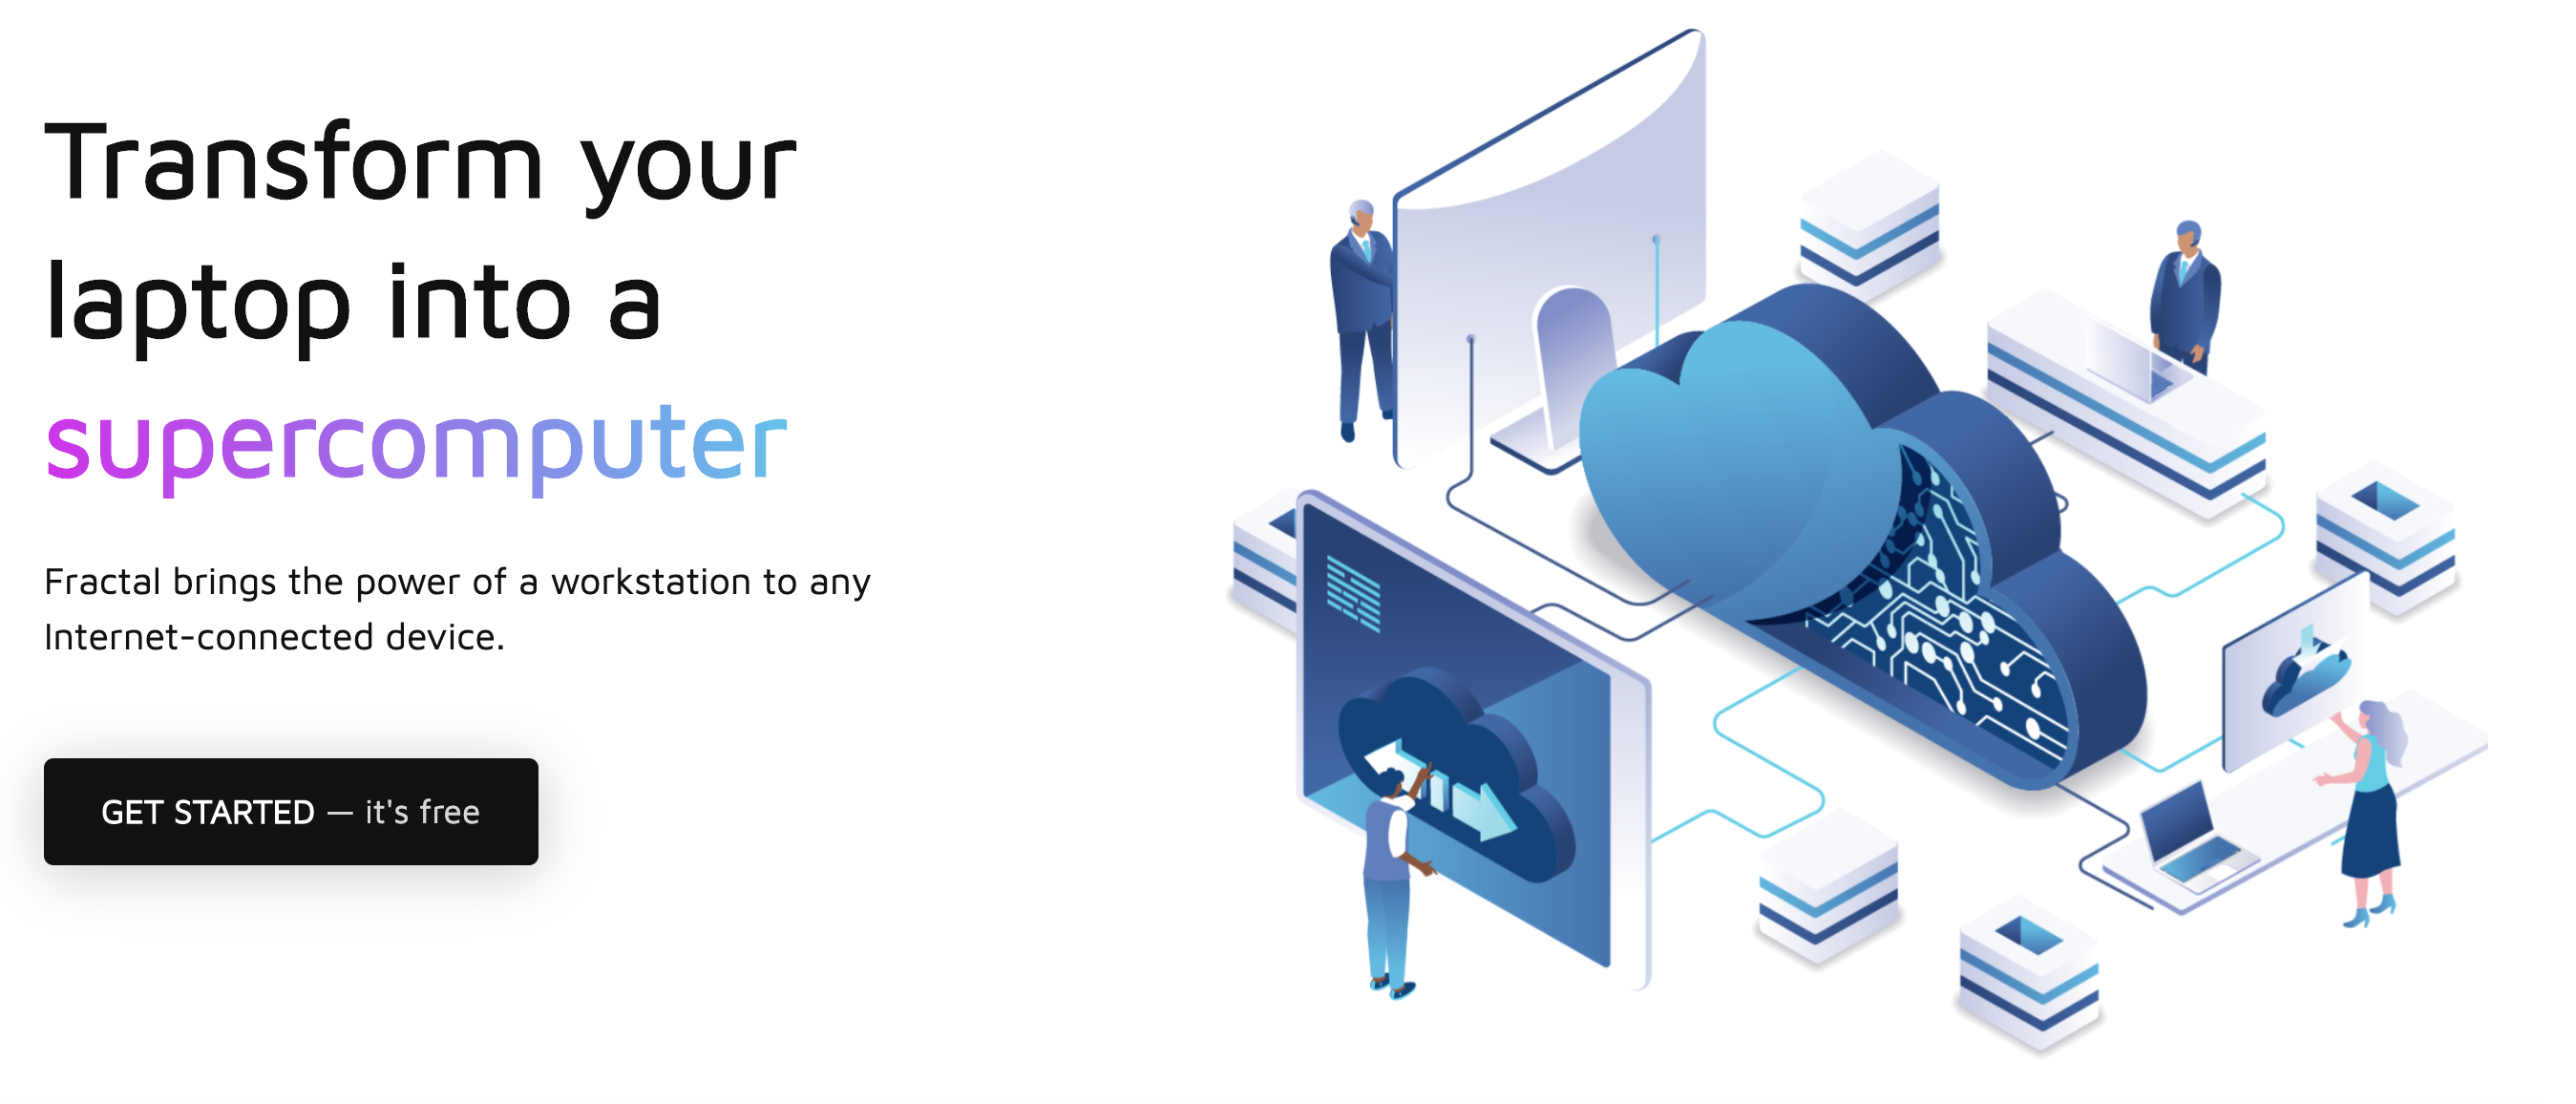 Transform your
laptop into a
supercomputer
Fractal brings the power of a workstation to any
Internet-connected device.
GET STARTED — it's free